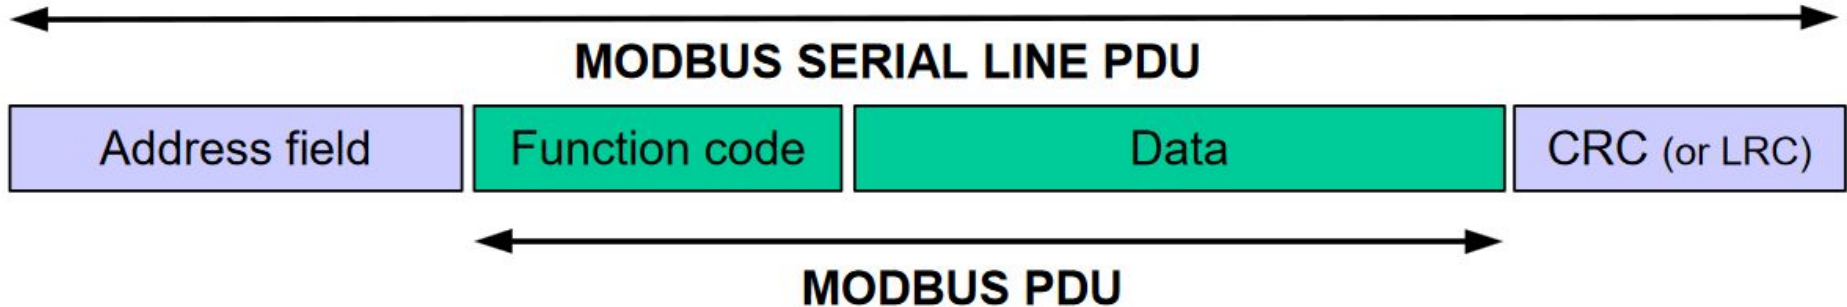 MODBUS SERIAL LINE PDU
Address field Function code Data CRC (or LRC)
MODBUS PDU